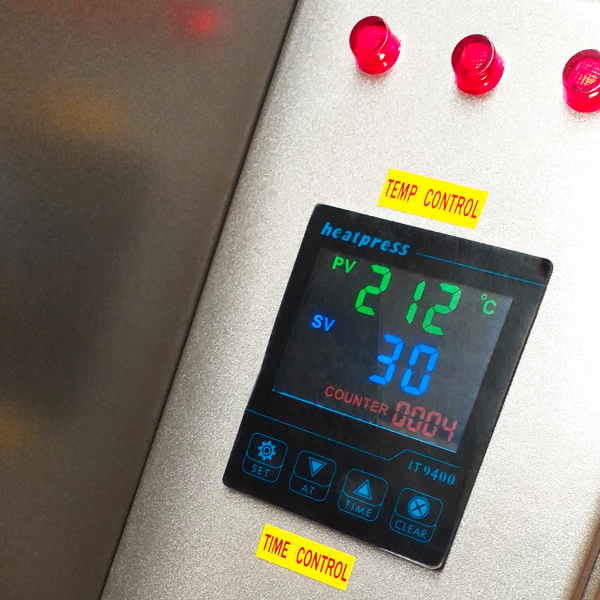 TEMP CONTROL
heatpress
PV 212 °C
SV 30
COUNTER 0004
IT9400
SET AT TIME CLEAR
TIME CONTROL